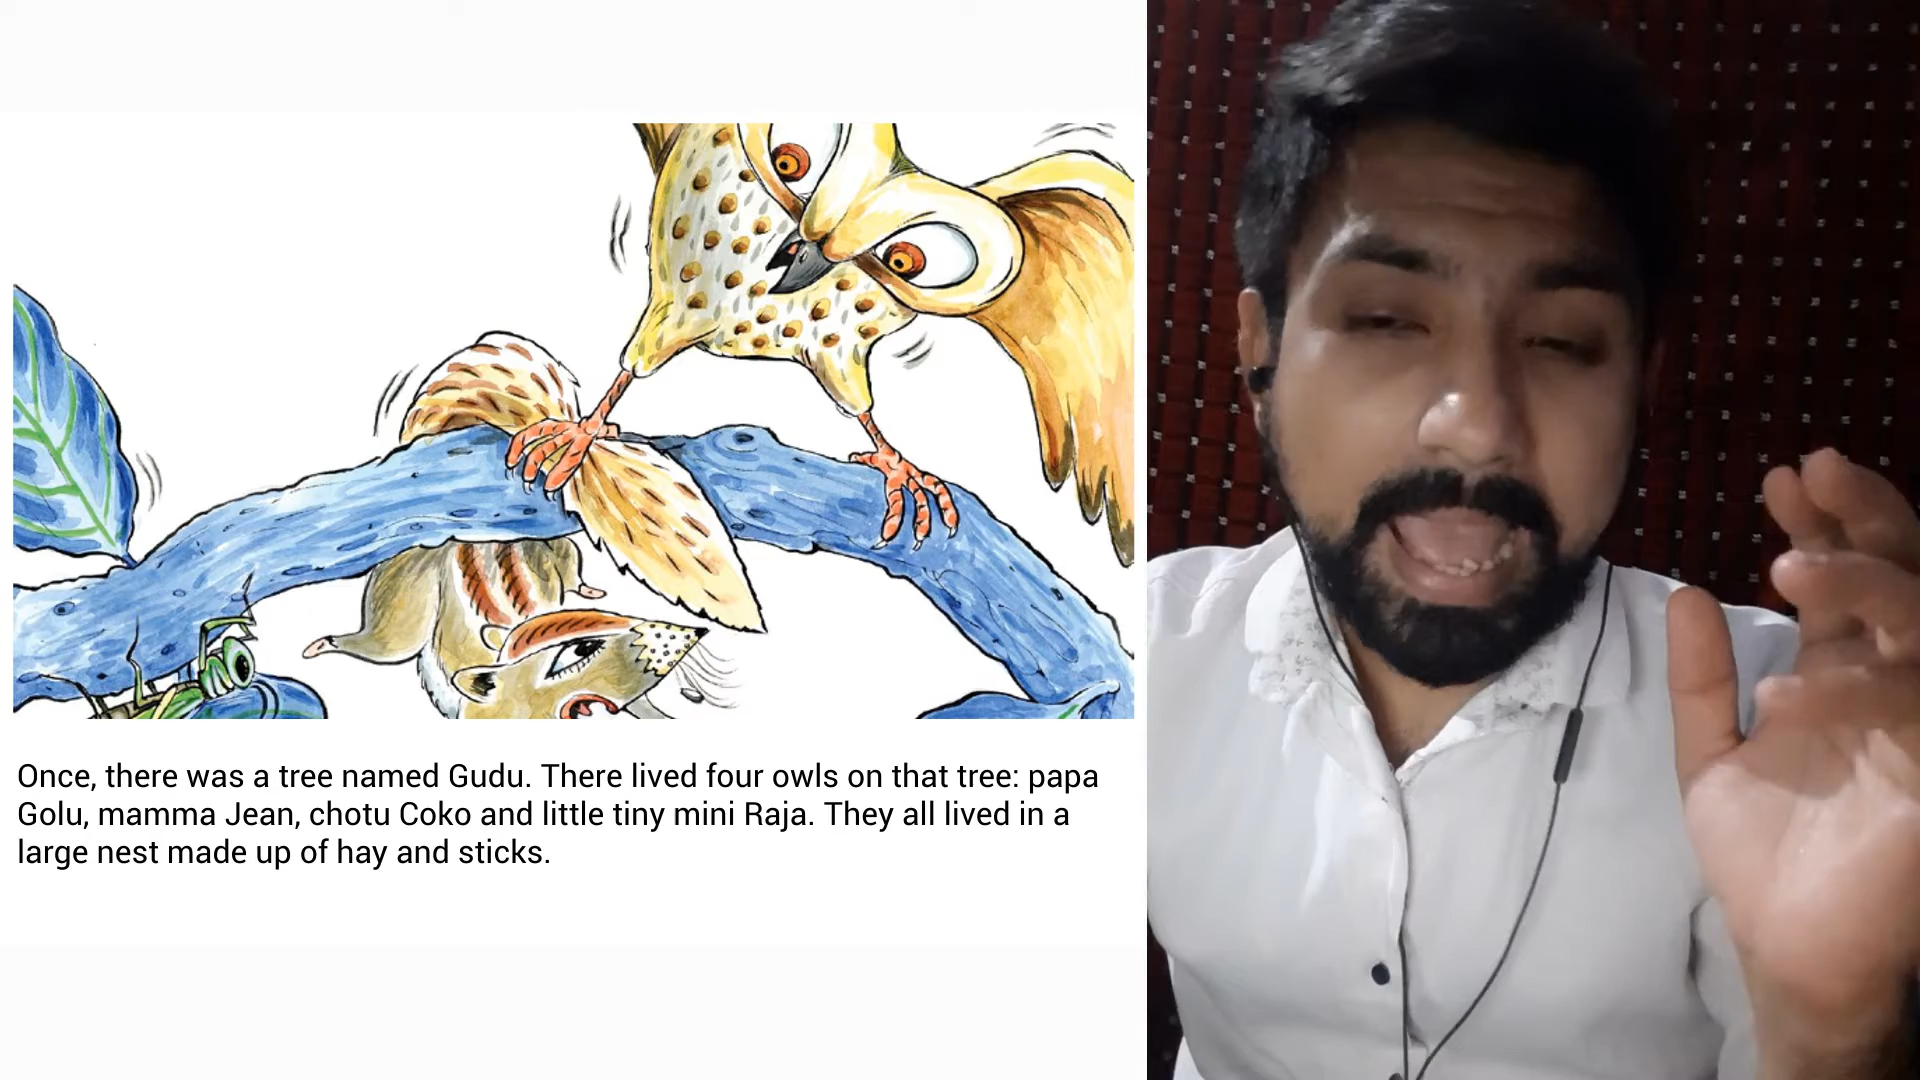 Once, there was a tree named Gudu. There lived four owls on that tree: papa
Golu, mamma Jean, chotu Coko and little tiny mini Raja. They all lived in a
large nest made up of hay and sticks.